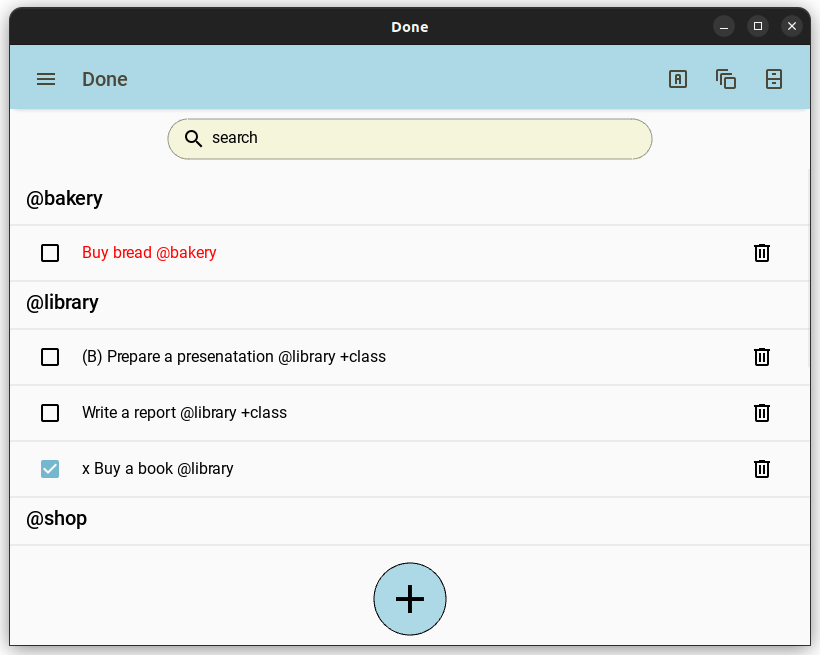 Done
Done
search
@bakery
Buy bread @bakery
@library
(B) Prepare a presenatation @library +class
Write a report @library +class
x Buy a book @library
@shop